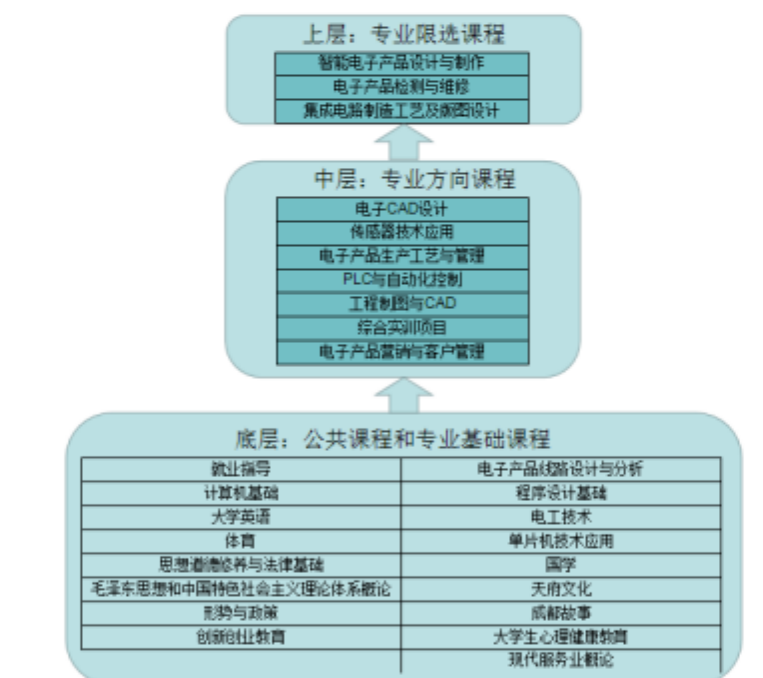 上层：专业限选课程
智能电子产品设计与制作
电子产品检测与维修
集成电路制造工艺及版图设计
中层：专业方向课程
电子CAD设计
传感器技术应用
电子产品生产工艺与管理
PLC与自动化控制
工程制图与CAD
综合实训项目
电子产品营销与客户管理
底层：公共课程和专业基础课程
就业指导 电子产品线路设计与分析
计算机基础 程序设计基础
大学英语 电工技术
体育 单片机技术应用
思想道德修养与法律基础 国学
毛泽东思想和中国特色社会主义理论体系概论 天府文化
形势与政策 成都故事
创新创业教育 大学生心理健康教育
现代服务业概论